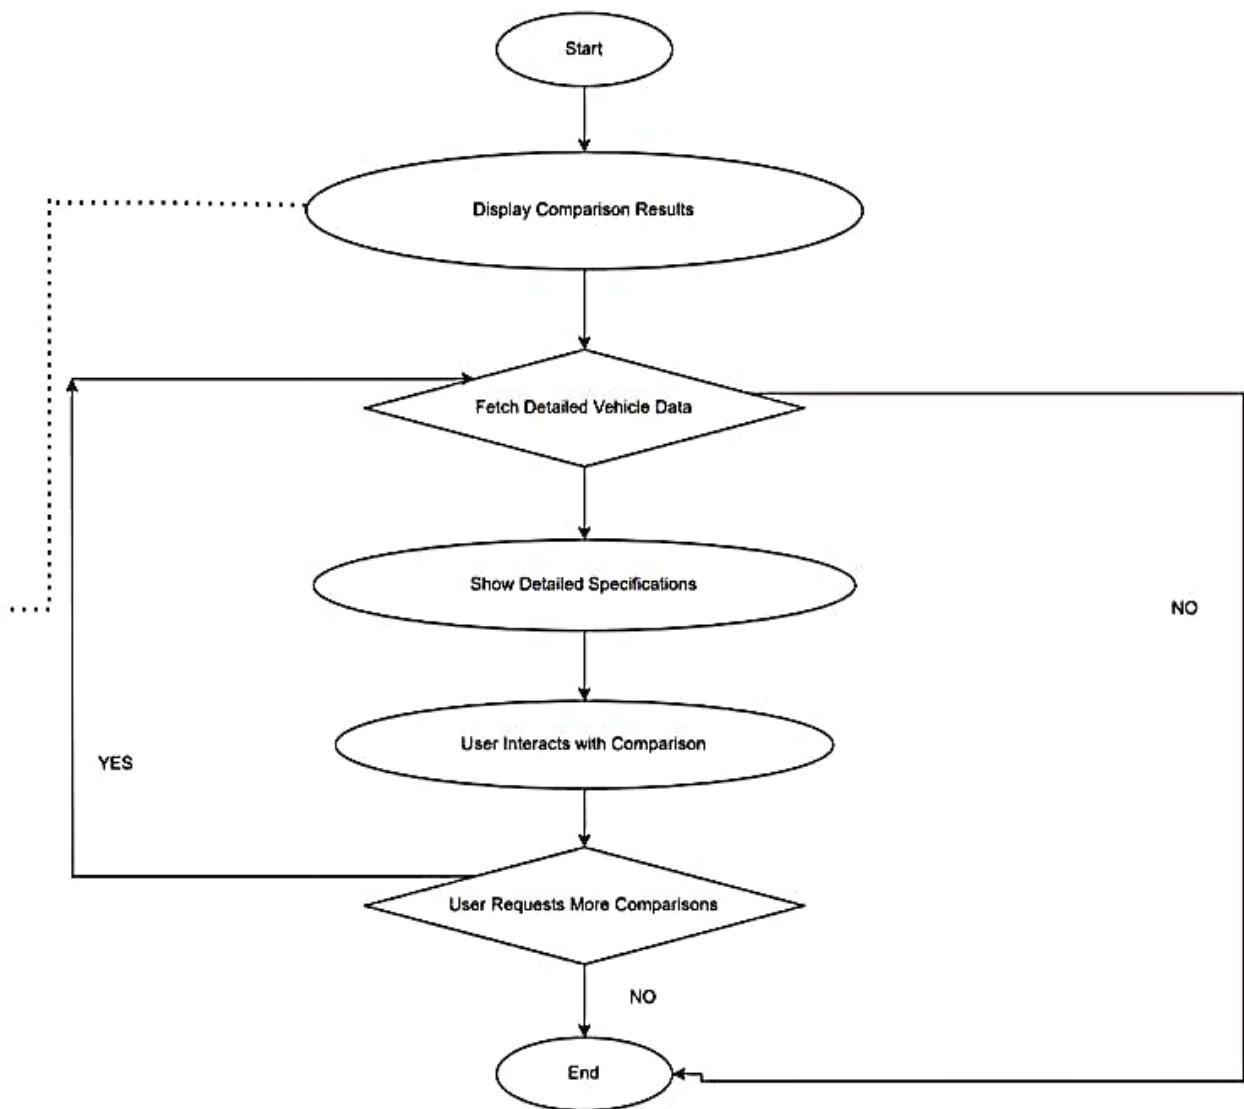 Start
Display Comparison Results
Fetch Detailed Vehicle Data
Show Detailed Specifications
NO
User Interacts with Comparison
YES
User Requests More Comparisons
NO
End